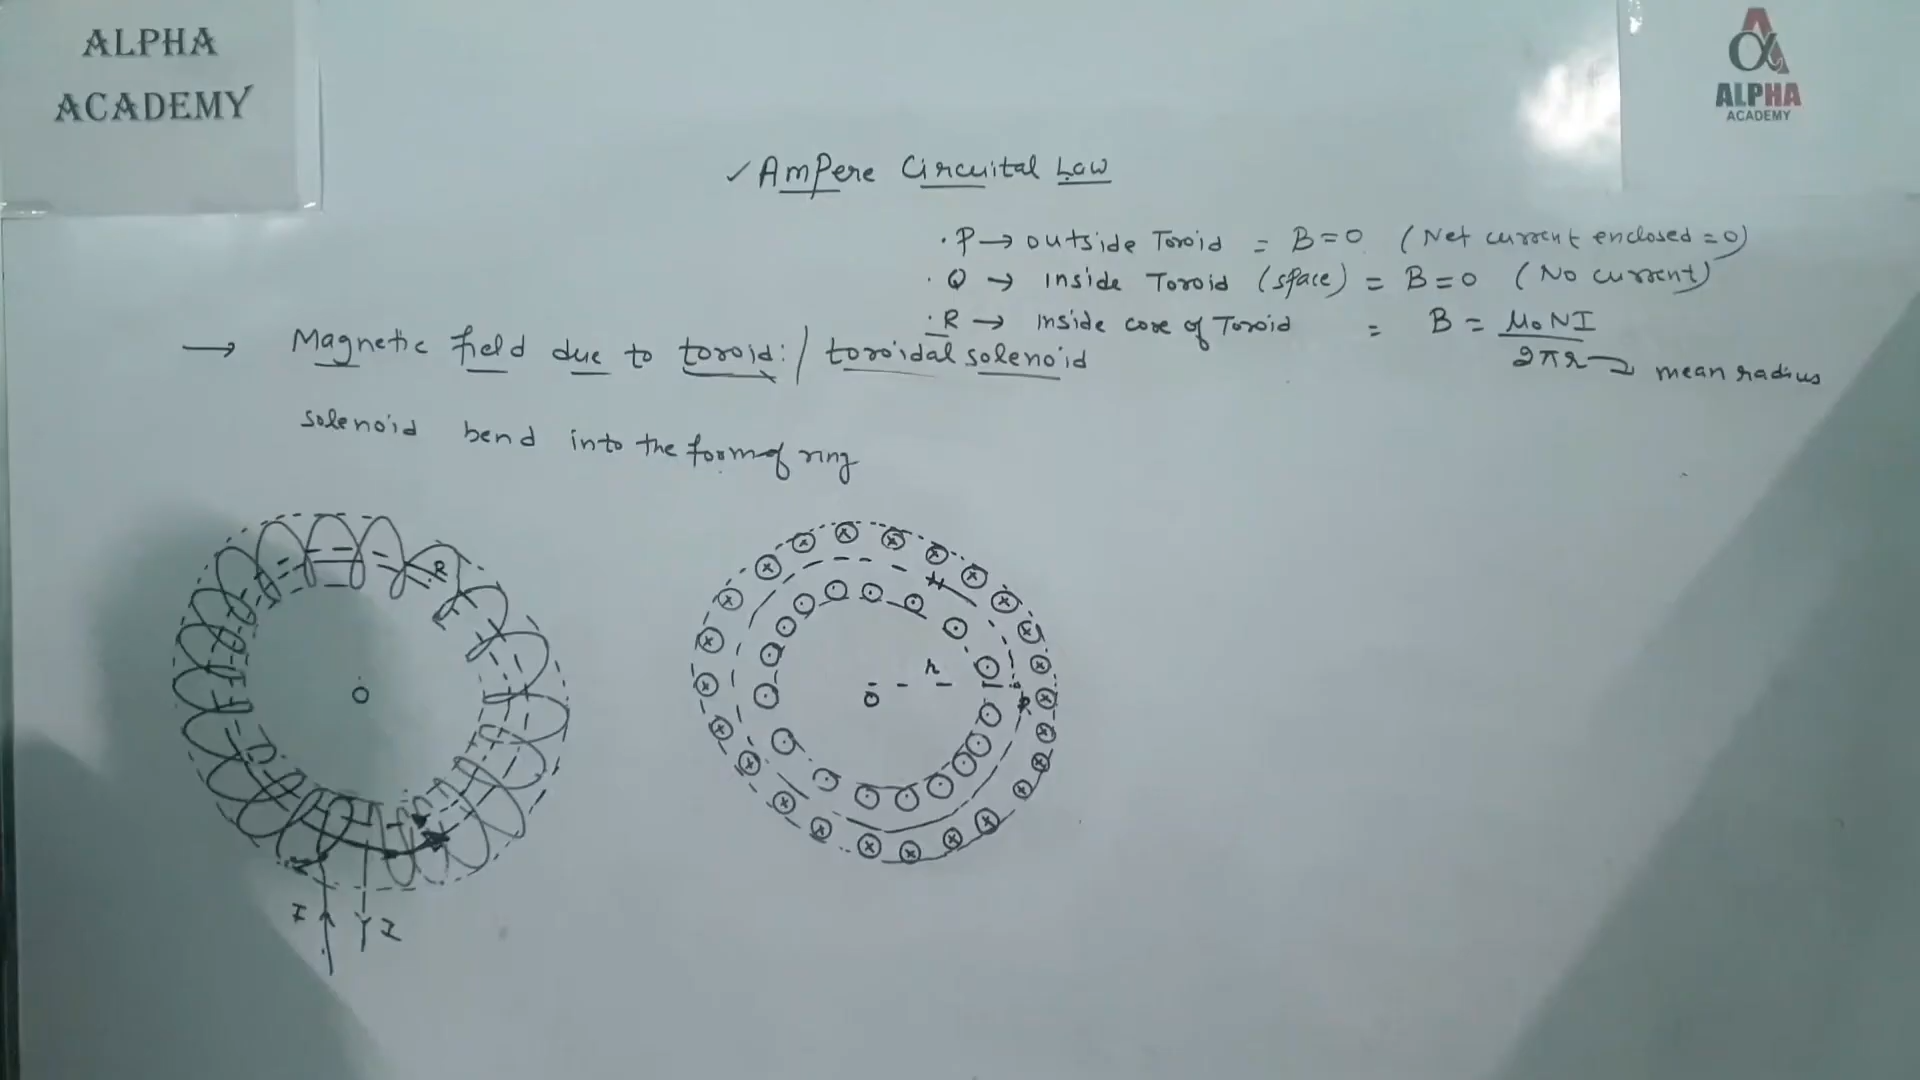 ALPHA
ACADEMY
ALPHA
ACADEMY
✓ Ampere Circuital Law
. P → outside Toroid = B=0 (Net current enclosed = 0)
. Q → inside Toroid (space) = B=0 (No current)
. R → inside core of Toroid = B = μ₀NI / 2πr → mean radius
→ Magnetic field due to toroid: / toroidal solenoid
solenoid bend into the form of ring
R
O
I
I
r
O